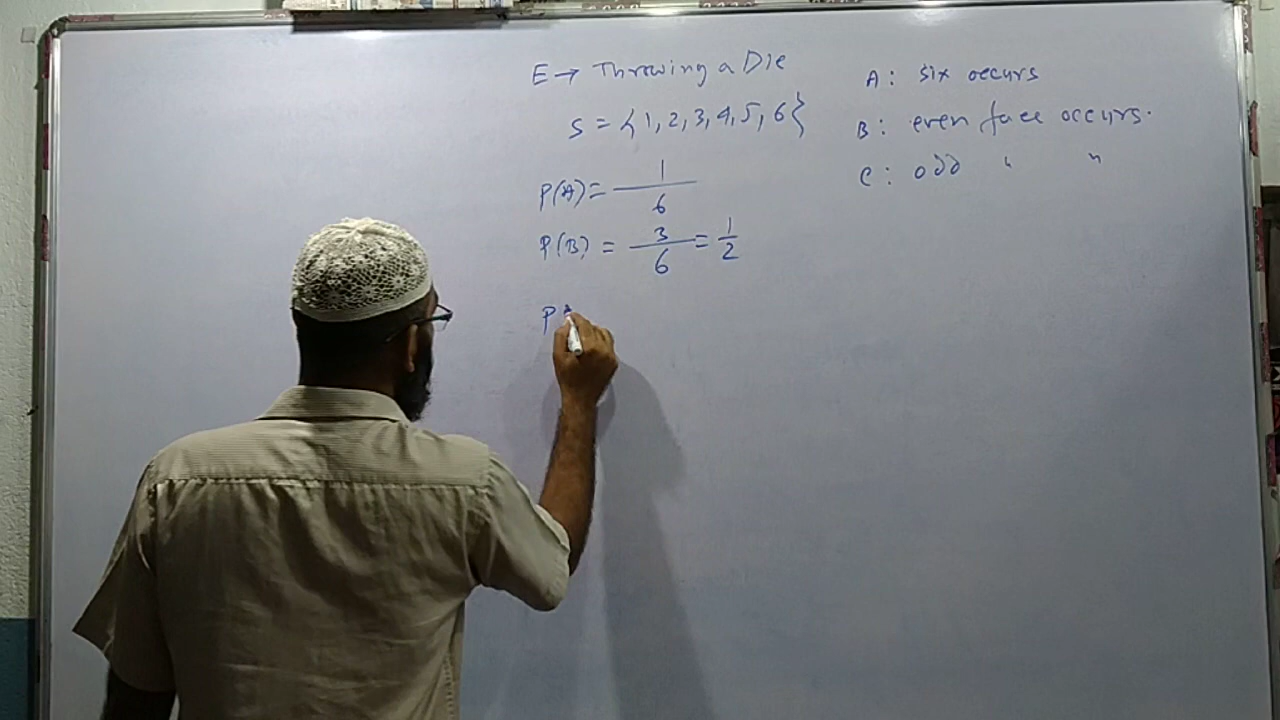 E → Throwing a Die
S = {1, 2, 3, 4, 5, 6}
P(A) = 1/6
P(B) = 3/6 = 1/2
P
A : six occurs
B : even face occurs.
C : odd " "